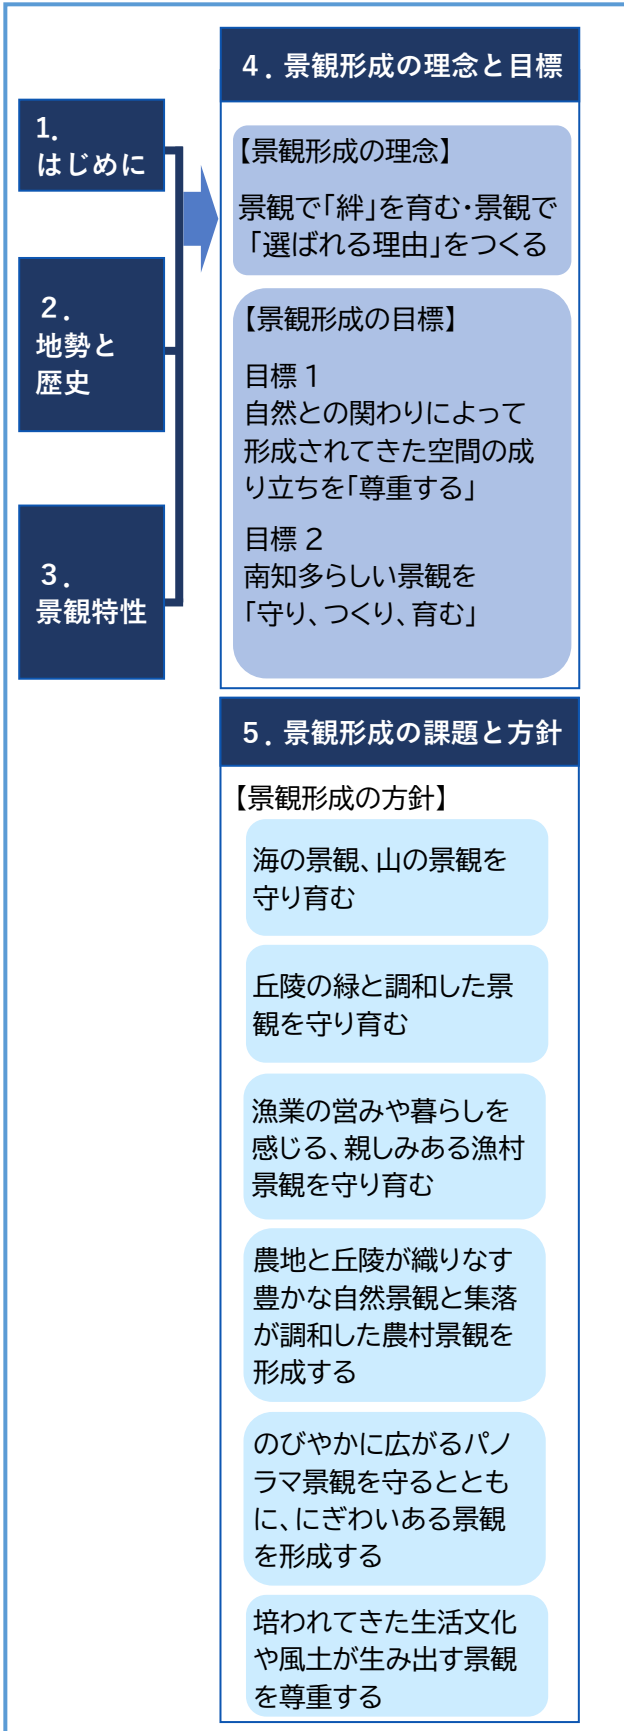 1.
はじめに
2.
地勢と
歴史
3.
景観特性
4. 景観形成の理念と目標
【景観形成の理念】
景観で「絆」を育む・景観で
「選ばれる理由」をつくる
【景観形成の目標】
目標 1
自然との関わりによって
形成されてきた空間の成
り立ちを「尊重する」
目標 2
南知多らしい景観を
「守り、つくり、育む」
5. 景観形成の課題と方針
【景観形成の方針】
海の景観、山の景観を
守り育む
丘陵の緑と調和した景
観を守り育む
漁業の営みや暮らしを
感じる、親しみある漁村
景観を守り育む
農地と丘陵が織りなす
豊かな自然景観と集落
が調和した農村景観を
形成する
のびやかに広がるパノ
ラマ景観を守るととも
に、にぎわいある景観
を形成する
培われてきた生活文化
や風土が生み出す景観
を尊重する